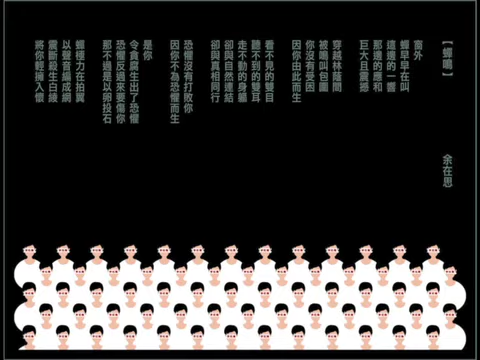 【蟬鳴】 余在思
窗外
蟬早早在叫
這邊的一響
那邊的應和
巨大且震撼
穿越林蔭間
被鳴叫包圍
你沒有受困
因你由此而生
看不見的雙目
聽不到的雙耳
走不動的身軀
卻與自然連結
卻與真相同行
恐懼沒有打敗你
因你不為恐懼而生
是你
令貪腐生出了恐懼
恐懼反過來要傷你
那不過是以卵投石
蟬極力在拍翼
以聲音編成網
震斷殺生白綾
將你輕擁入懷